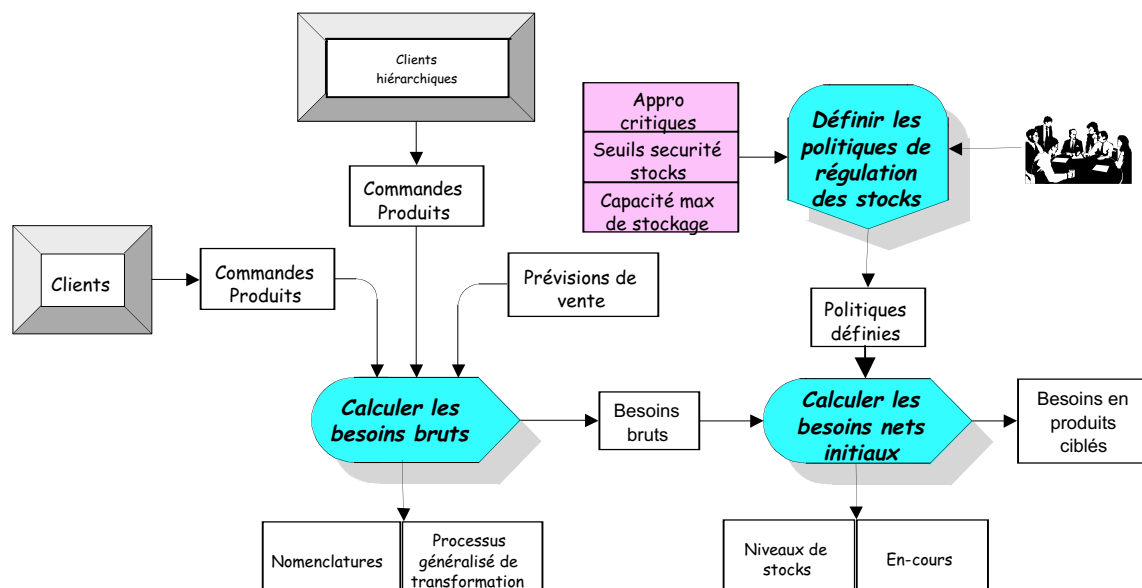 Clients
hiérarchiques
Appro
critiques
Seuils securité
stocks
Capacité max
de stockage
Définir les
politiques de
régulation
des stocks
Commandes
Produits
Clients
Commandes
Produits
Prévisions de
vente
Politiques
définies
Calculer les
besoins bruts
Besoins
bruts
Calculer les
besoins nets
initiaux
Besoins en
produits
ciblés
Nomenclatures
Processus
généralisé de
transformation
Niveaux de
stocks
En-cours